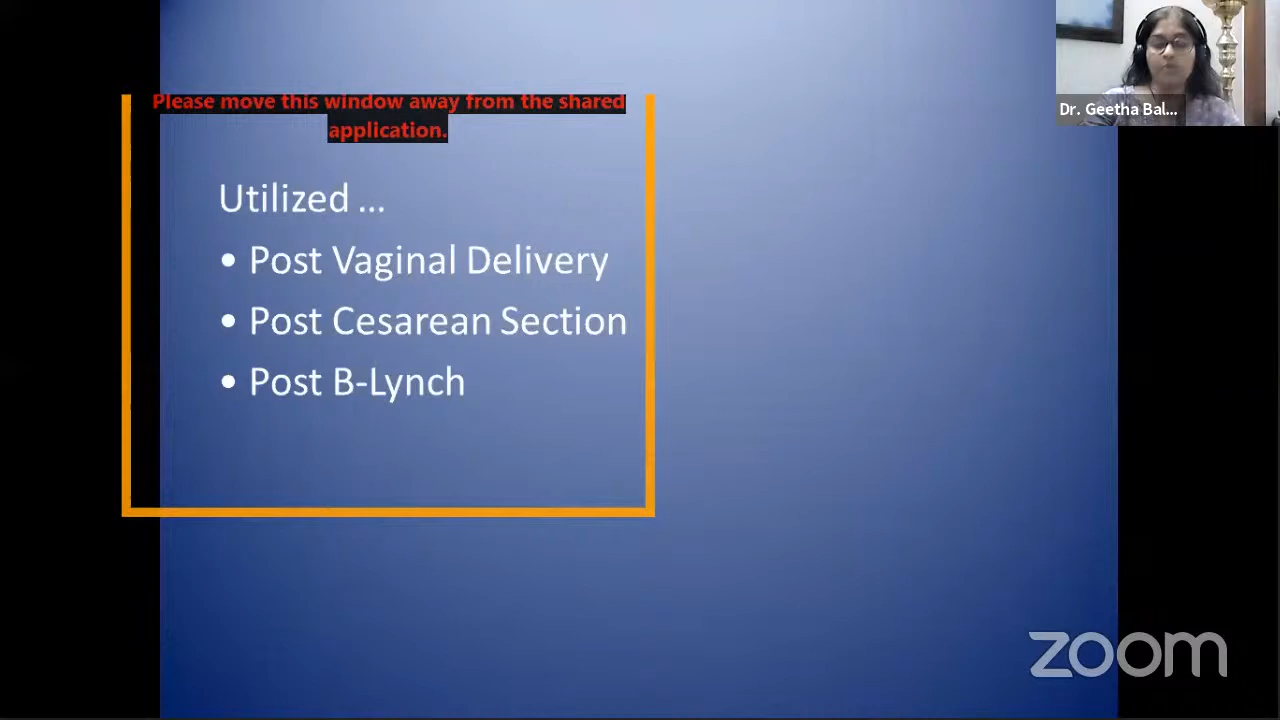 Please move this window away from the shared
application.
Dr. Geetha Bal...
Utilized ...
• Post Vaginal Delivery
• Post Cesarean Section
• Post B-Lynch
zoom